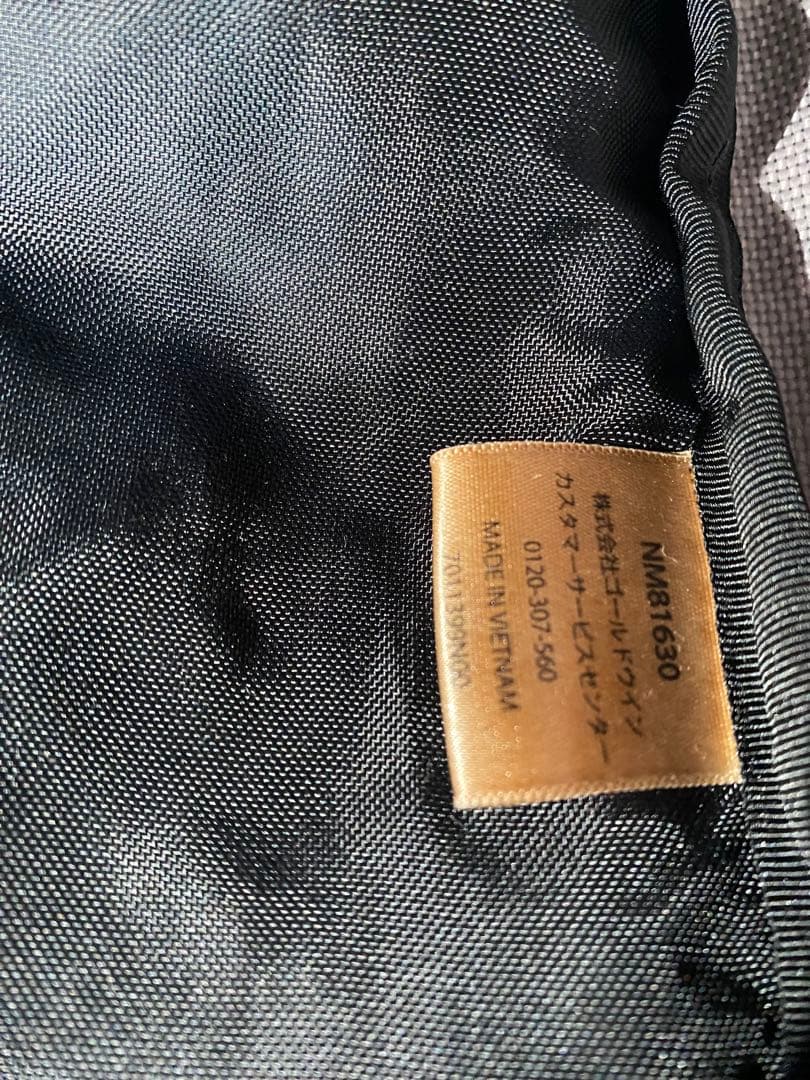 NM81630
株式会社ゴールドウイン
カスタマーサービスセンター
0120-307-560
MADE IN VIETNAM